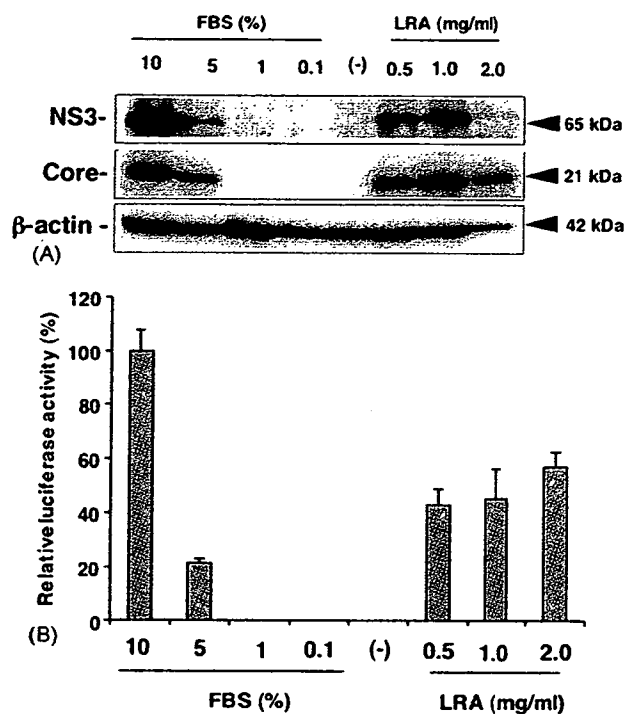 FBS (%) LRA (mg/ml)
10 5 1 0.1 (-) 0.5 1.0 2.0
NS3- 65 kDa
Core- 21 kDa
β-actin - 42 kDa
(A)
120
100
80
60
40
20
0
Relative luciferase activity (%)
(B)
10 5 1 0.1 (-) 0.5 1.0 2.0
FBS (%) LRA (mg/ml)